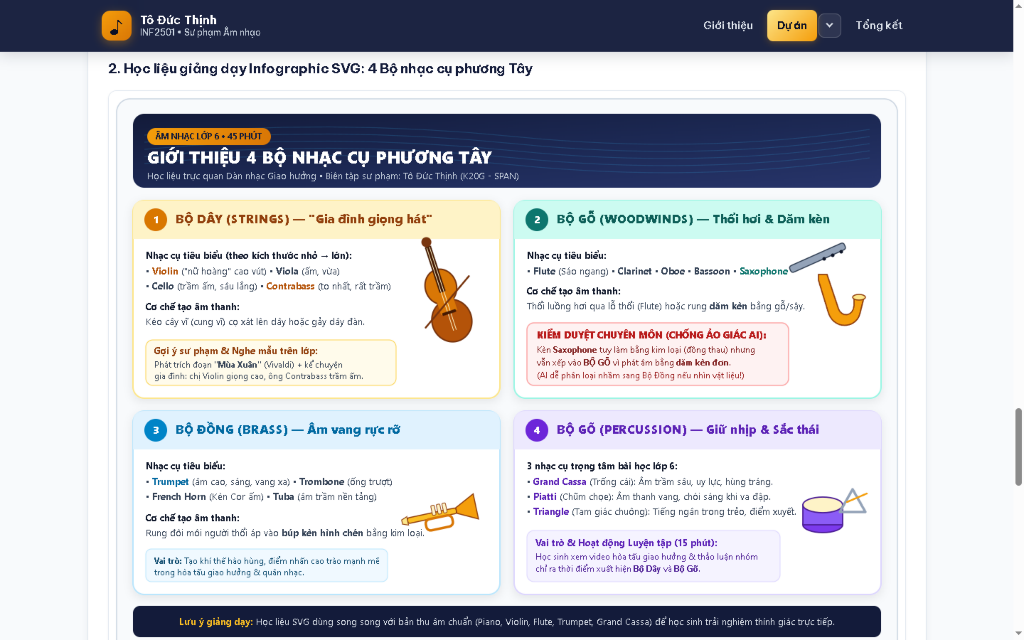 Tô Đức Thịnh
INF2501 • Sư phạm Âm nhạc
Giới thiệu
Dự án
Tổng kết
2. Học liệu giảng dạy Infographic SVG: 4 Bộ nhạc cụ phương Tây
ÂM NHẠC LỚP 6 • 45 PHÚT
GIỚI THIỆU 4 BỘ NHẠC CỤ PHƯƠNG TÂY
Học liệu trực quan Dàn nhạc Giao hưởng • Biên tập sư phạm: Tô Đức Thịnh (K20G - SPAN)
1 BỘ DÂY (STRINGS) — "Gia đình giọng hát"
Nhạc cụ tiêu biểu (theo kích thước nhỏ → lớn):
• Violin ("nữ hoàng" cao vút) • Viola (ấm, vừa)
• Cello (trầm ấm, sâu lắng) • Contrabass (to nhất, rất trầm)
Cơ chế tạo âm thanh:
Kéo cây vĩ (cung vĩ) cọ xát lên dây hoặc gảy dây đàn.
Gợi ý sư phạm & Nghe mẫu trên lớp:
Phát trích đoạn "Mùa Xuân" (Vivaldi) + kể chuyện
gia đình: chị Violin giọng cao, ông Contrabass trầm ấm.
2 BỘ GỖ (WOODWINDS) — Thổi hơi & Dăm kèn
Nhạc cụ tiêu biểu:
• Flute (Sáo ngang) • Clarinet • Oboe • Bassoon • Saxophone
Cơ chế tạo âm thanh:
Thổi luồng hơi qua lỗ thổi (Flute) hoặc rung dăm kèn bằng gỗ/sậy.
KIỂM DUYỆT CHUYÊN MÔN (CHỐNG ẢO GIÁC AI):
Kèn Saxophone tuy làm bằng kim loại (đồng thau) nhưng
vẫn xếp vào BỘ GỖ vì phát âm bằng dăm kèn đơn.
(AI dễ phân loại nhầm sang Bộ Đồng nếu nhìn vật liệu!)
3 BỘ ĐỒNG (BRASS) — Âm vang rực rỡ
Nhạc cụ tiêu biểu:
• Trumpet (âm cao, sáng, vang xa) • Trombone (ống trượt)
• French Horn (Kèn Cor ấm) • Tuba (âm trầm nền tảng)
Cơ chế tạo âm thanh:
Rung đôi môi người thổi áp vào búp kèn hình chén bằng kim loại.
Vai trò: Tạo khí thế hào hùng, điểm nhấn cao trào mạnh mẽ
trong hòa tấu giao hưởng & quân nhạc.
4 BỘ GÕ (PERCUSSION) — Giữ nhịp & Sắc thái
3 nhạc cụ trọng tâm bài học lớp 6:
• Grand Cassa (Trống cái): Âm trầm sâu, uy lực, hùng tráng.
• Piatti (Chũm chọe): Âm thanh vang, chói sáng khi va đập.
• Triangle (Tam giác chuông): Tiếng ngân trong trẻo, điểm xuyết.
Vai trò & Hoạt động Luyện tập (15 phút):
Học sinh xem video hòa tấu giao hưởng & thảo luận nhóm
chỉ ra thời điểm xuất hiện Bộ Dây và Bộ Gõ.
Lưu ý giảng dạy: Học liệu SVG dùng song song với bản thu âm chuẩn (Piano, Violin, Flute, Trumpet, Grand Cassa) để học sinh trải nghiệm thính giác trực tiếp.